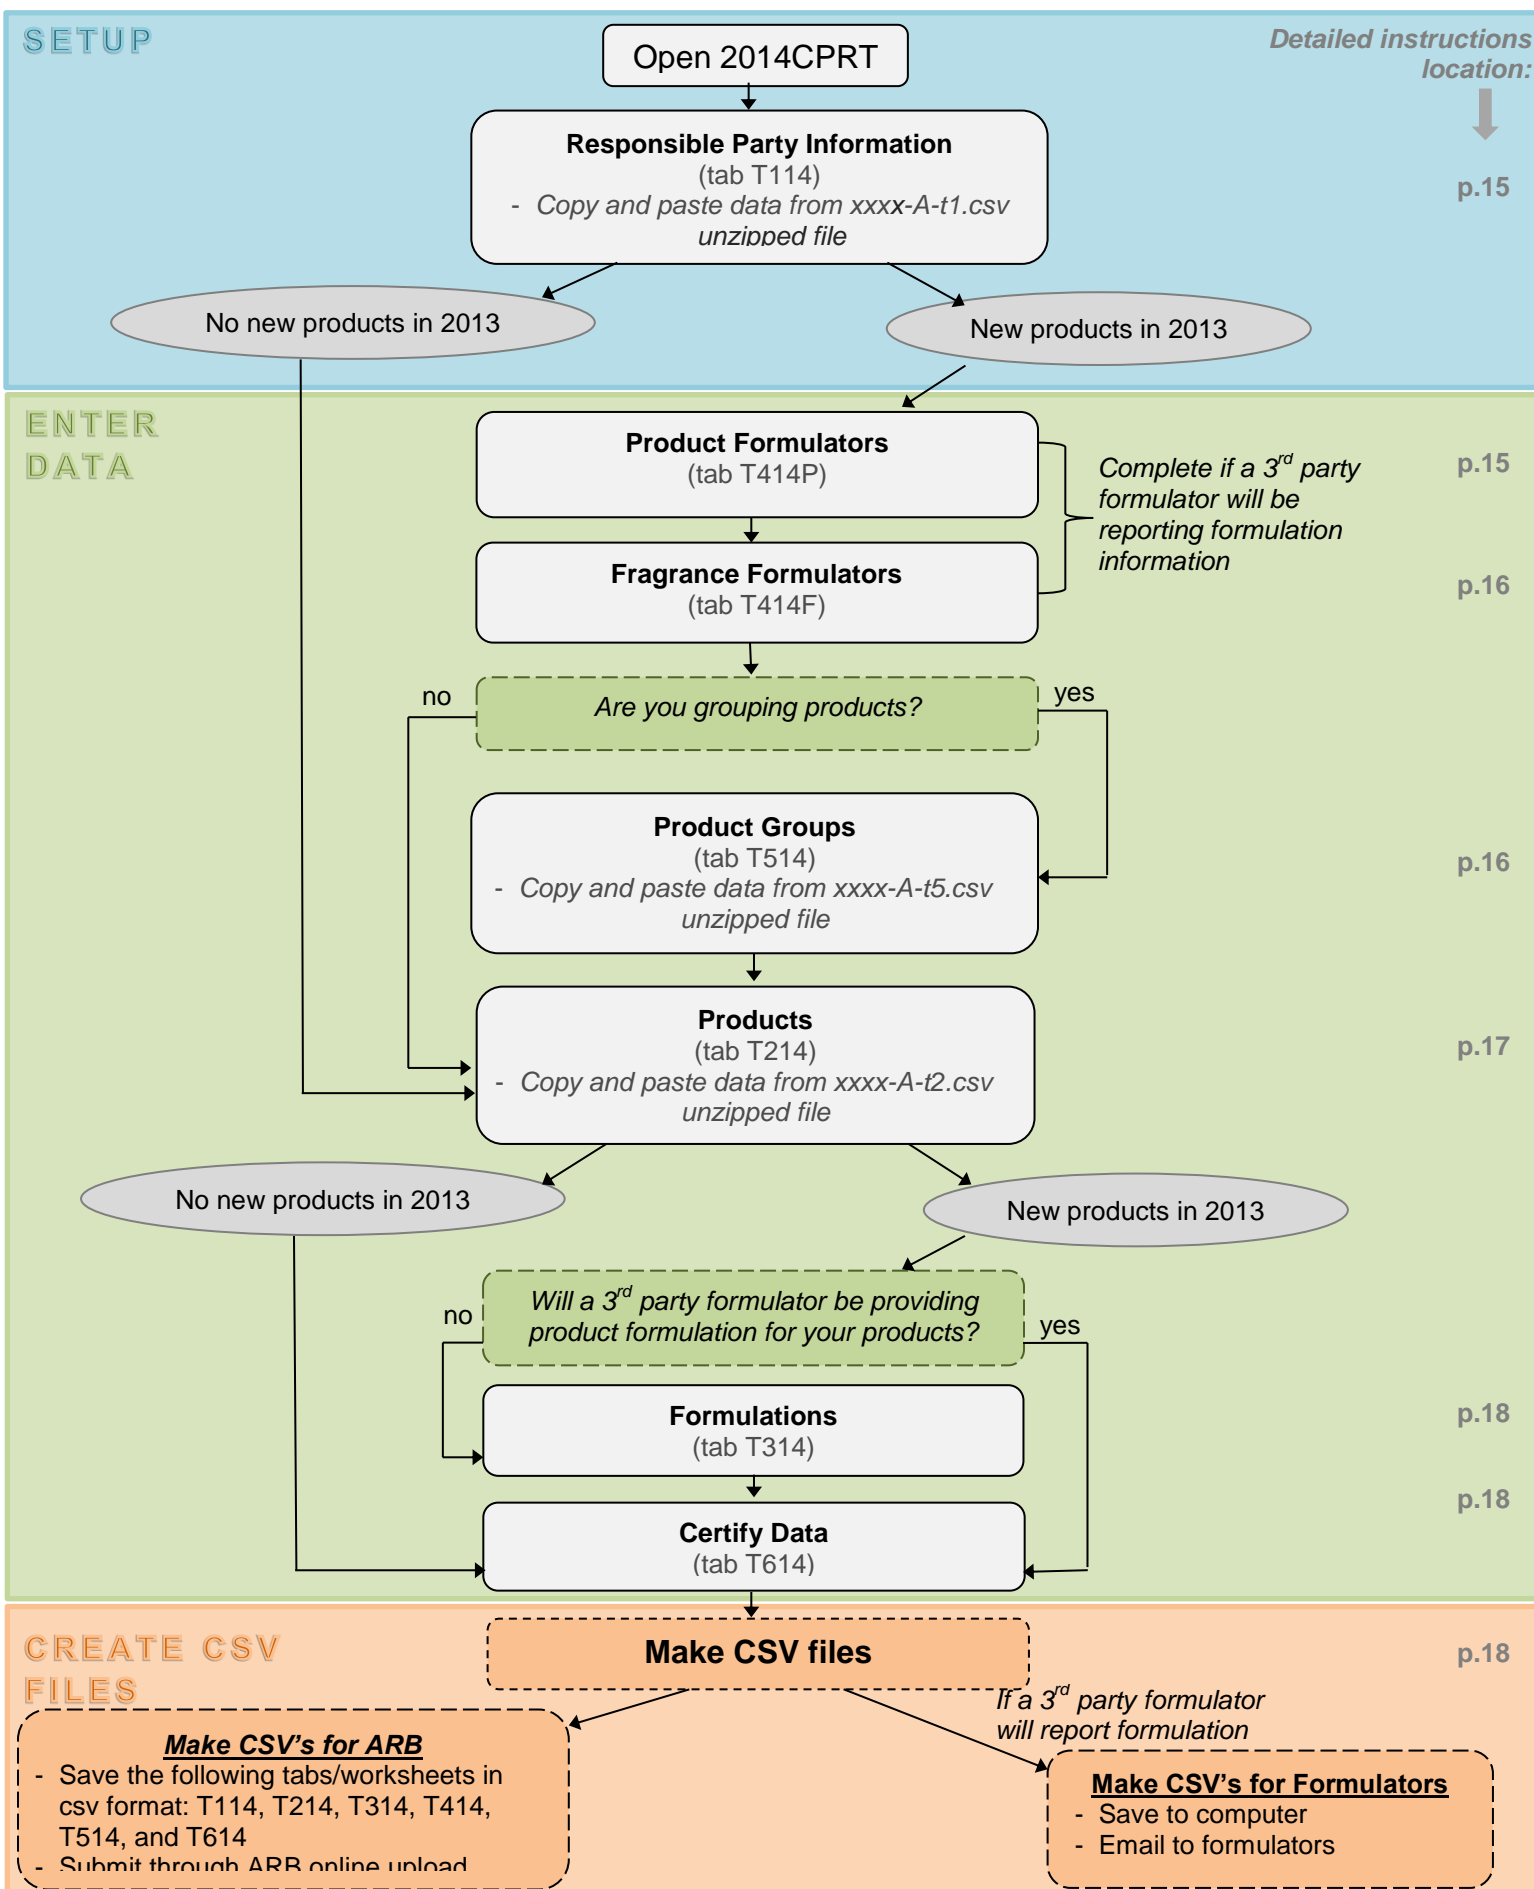 SETUP
Detailed instructions
location:
Open 2014CPRT
Responsible Party Information
(tab T114)
- Copy and paste data from xxxx-A-t1.csv
unzipped file
p.15
No new products in 2013
New products in 2013
ENTER
DATA
Product Formulators
(tab T414P)
Complete if a 3rd party
formulator will be
reporting formulation
information
p.15
Fragrance Formulators
(tab T414F)
p.16
no
Are you grouping products?
yes
Product Groups
(tab T514)
- Copy and paste data from xxxx-A-t5.csv
unzipped file
p.16
Products
(tab T214)
- Copy and paste data from xxxx-A-t2.csv
unzipped file
p.17
No new products in 2013
New products in 2013
no
Will a 3rd party formulator be providing
product formulation for your products?
yes
Formulations
(tab T314)
p.18
Certify Data
(tab T614)
p.18
CREATE CSV
FILES
Make CSV files
p.18
If a 3rd party formulator
will report formulation
Make CSV's for ARB
- Save the following tabs/worksheets in
csv format: T114, T214, T314, T414,
T514, and T614
- Submit through ARB online upload
Make CSV's for Formulators
- Save to computer
- Email to formulators